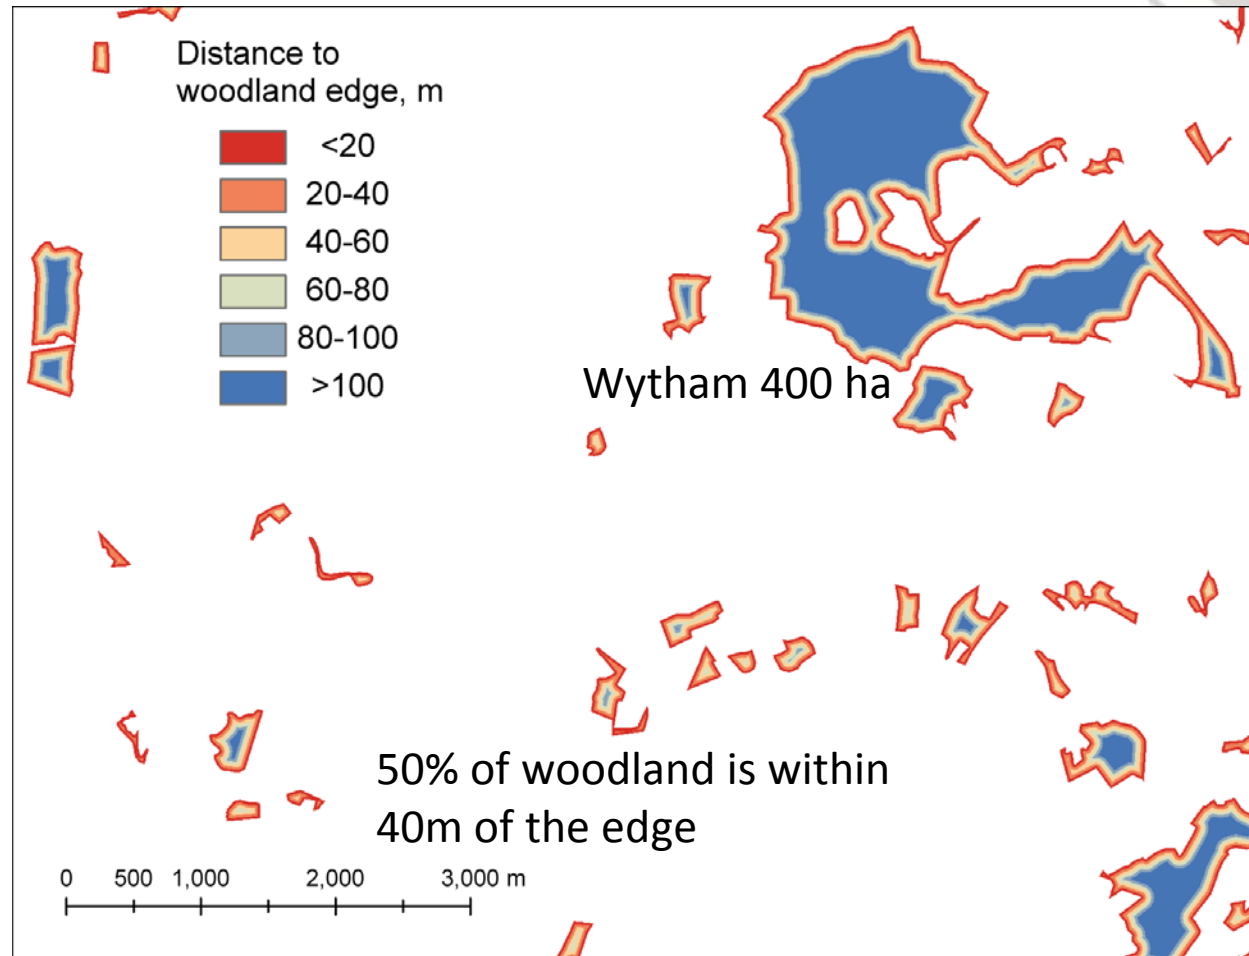 Distance to
woodland edge, m
<20
20-40
40-60
60-80
80-100
>100
Wytham 400 ha
50% of woodland is within
40m of the edge
0 500 1,000 2,000 3,000 m